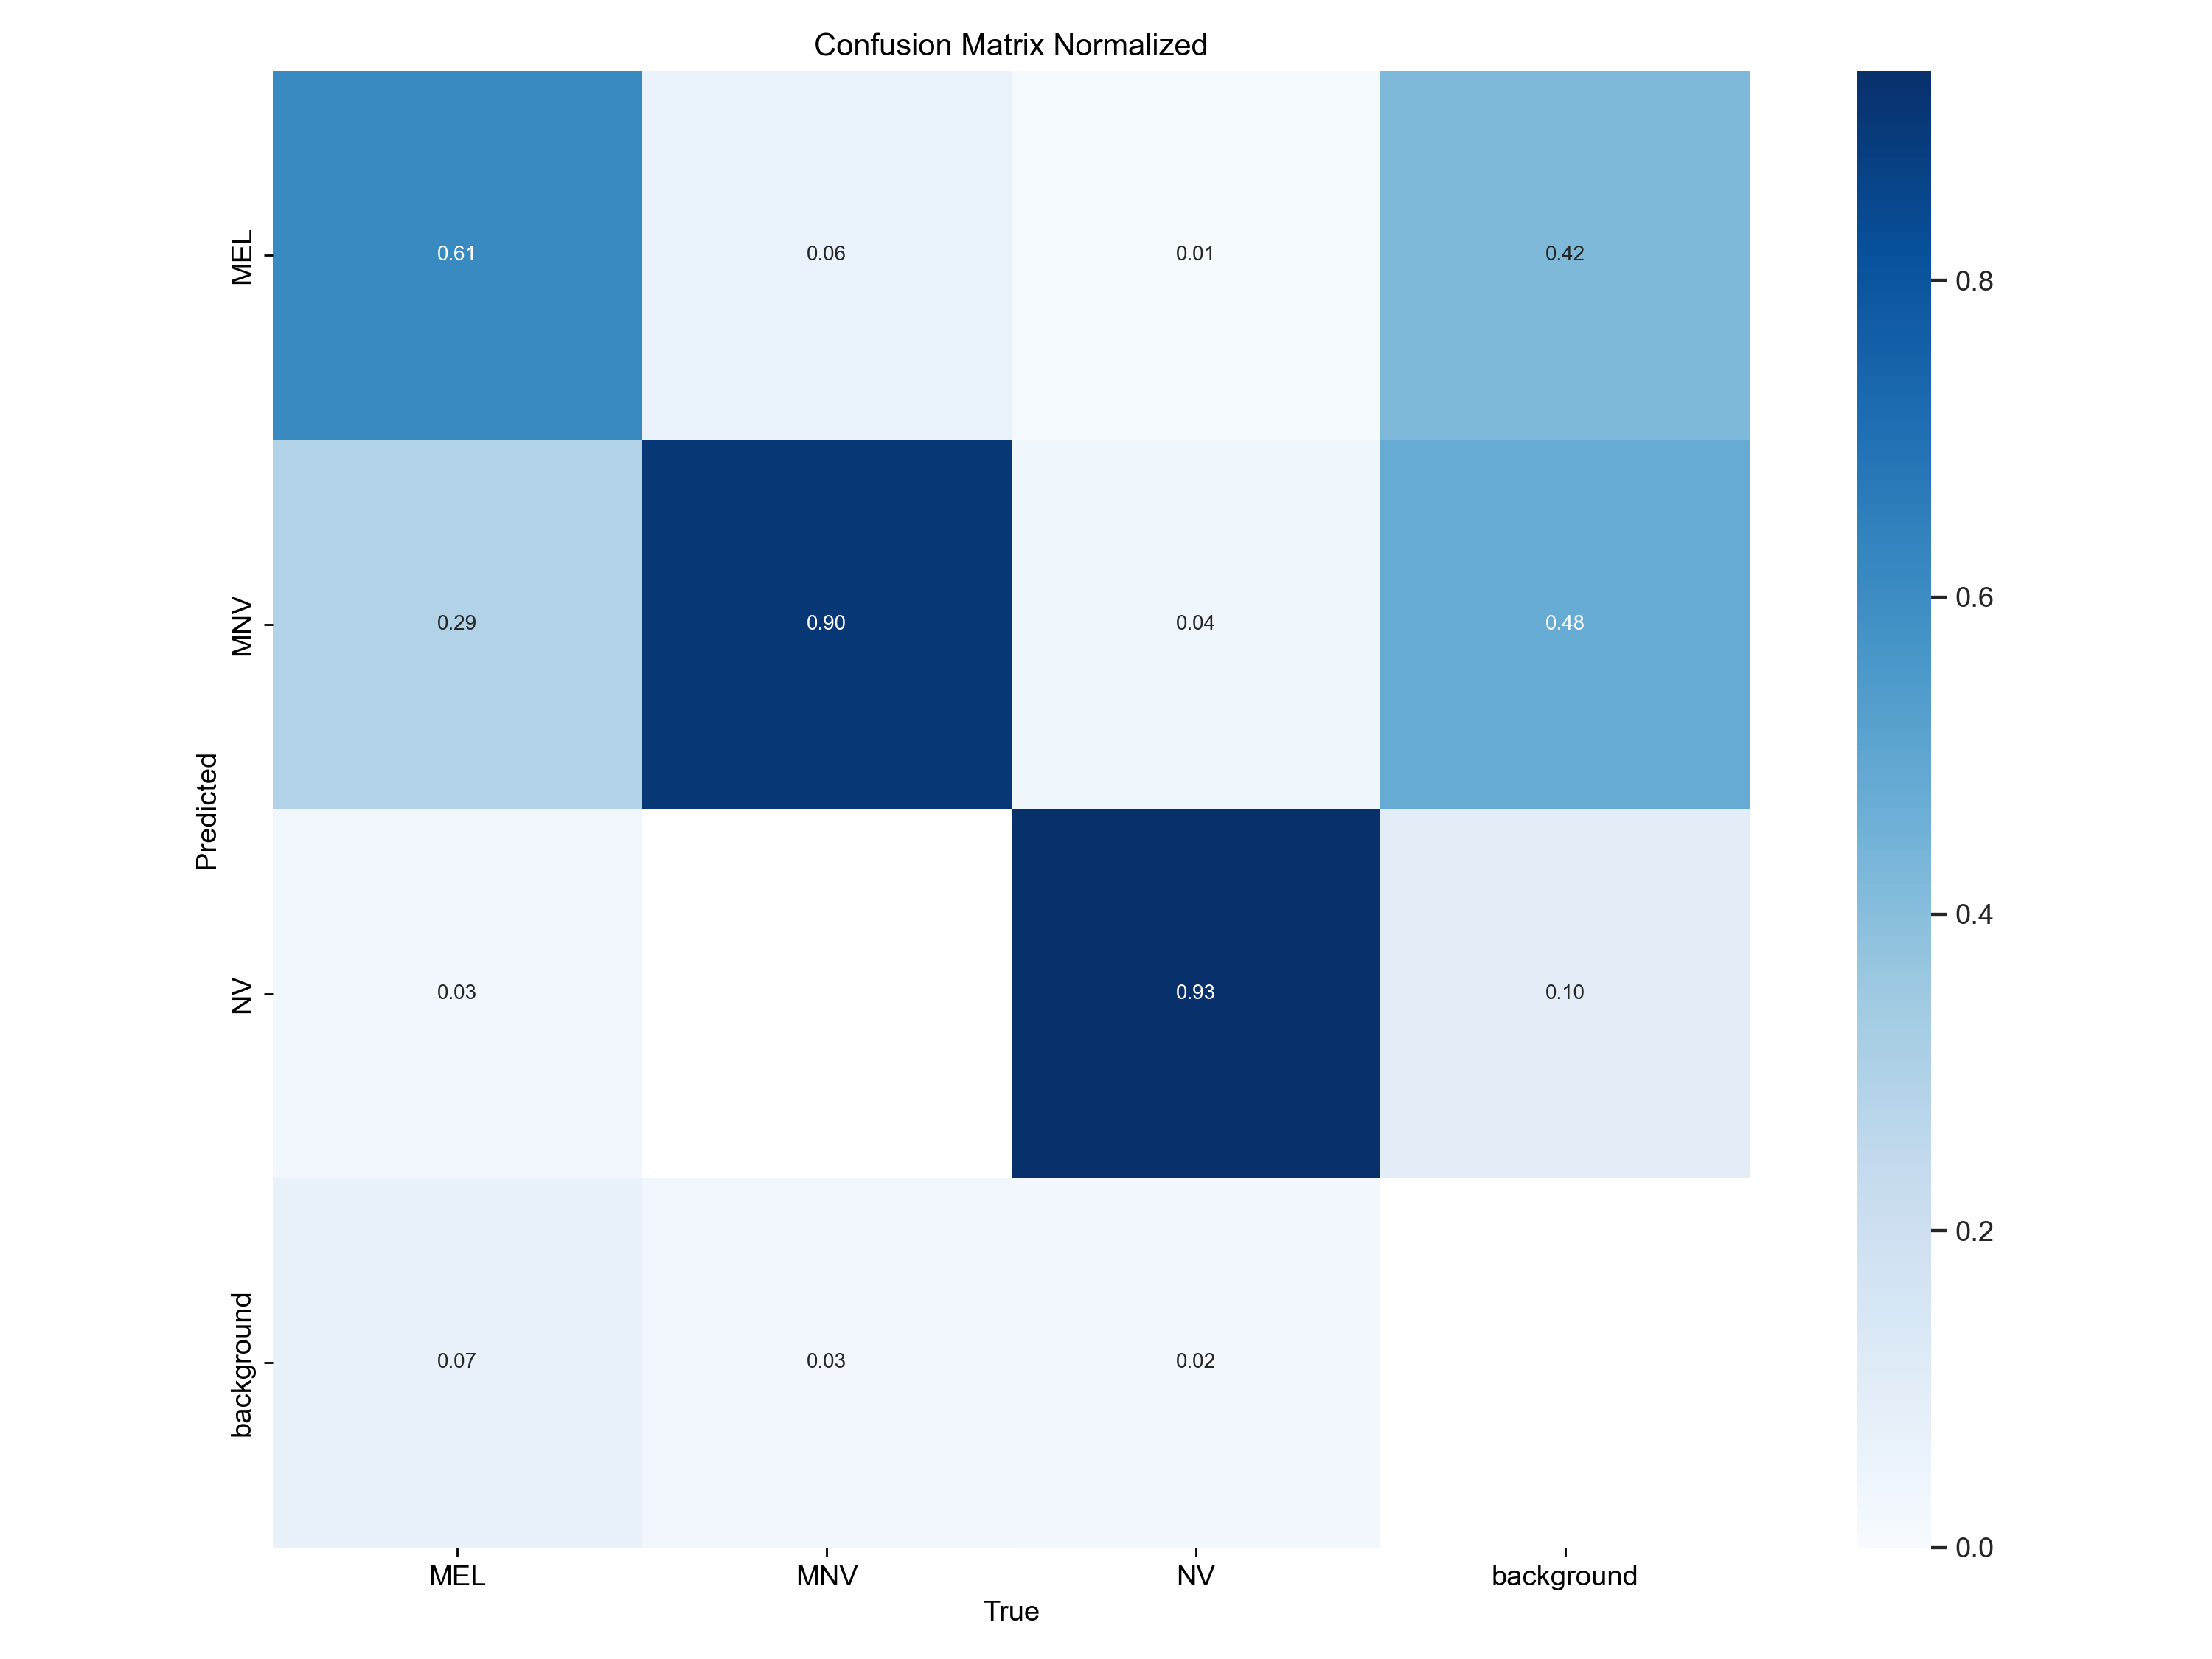 Confusion Matrix Normalized
MEL
0.61
0.06
0.01
0.42
MNV
0.29
0.90
0.04
0.48
NV
0.03
0.93
0.10
background
0.07
0.03
0.02
Predicted
MEL
MNV
NV
background
True
0.8
0.6
0.4
0.2
0.0